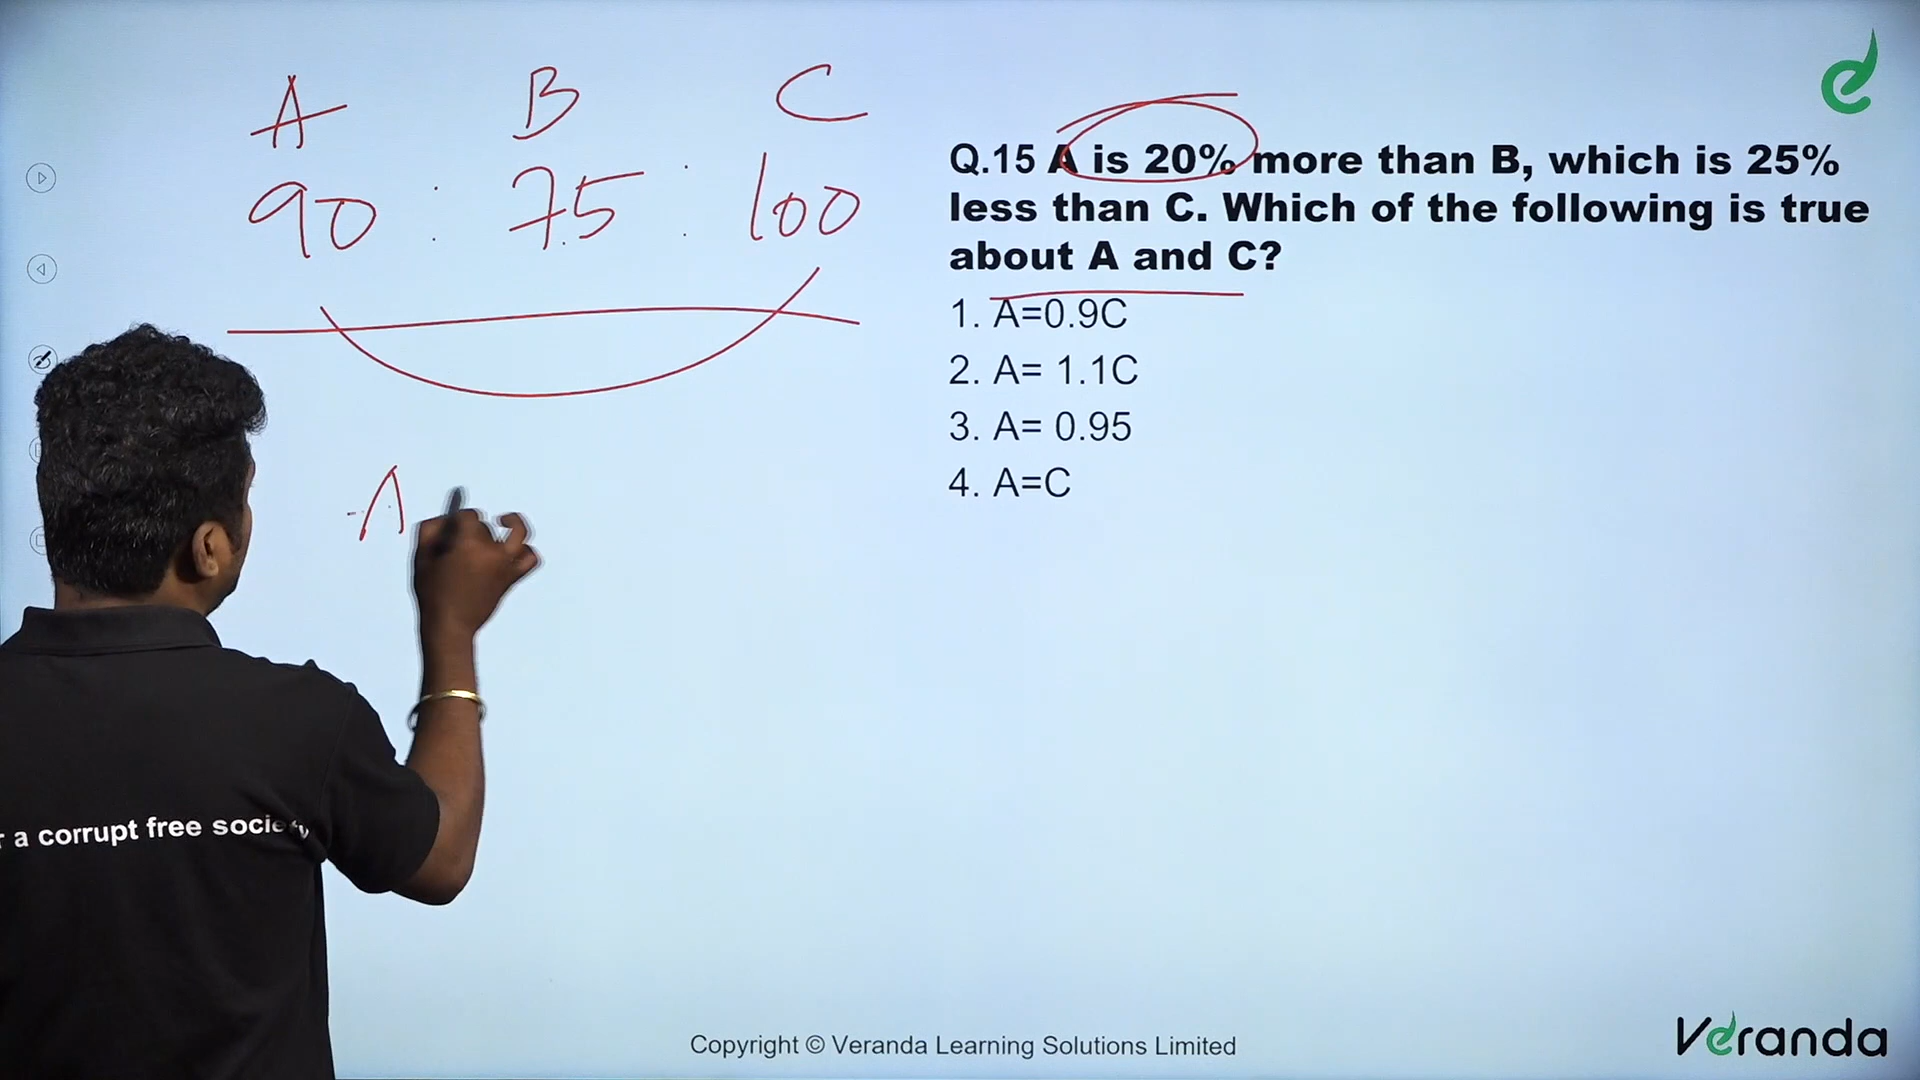 A B C
90 : 75 : 100
Q.15 A is 20% more than B, which is 25%
less than C. Which of the following is true
about A and C?
1. A=0.9C
2. A= 1.1C
3. A= 0.95
4. A=C
A
a corrupt free society
Copyright © Veranda Learning Solutions Limited
Veranda